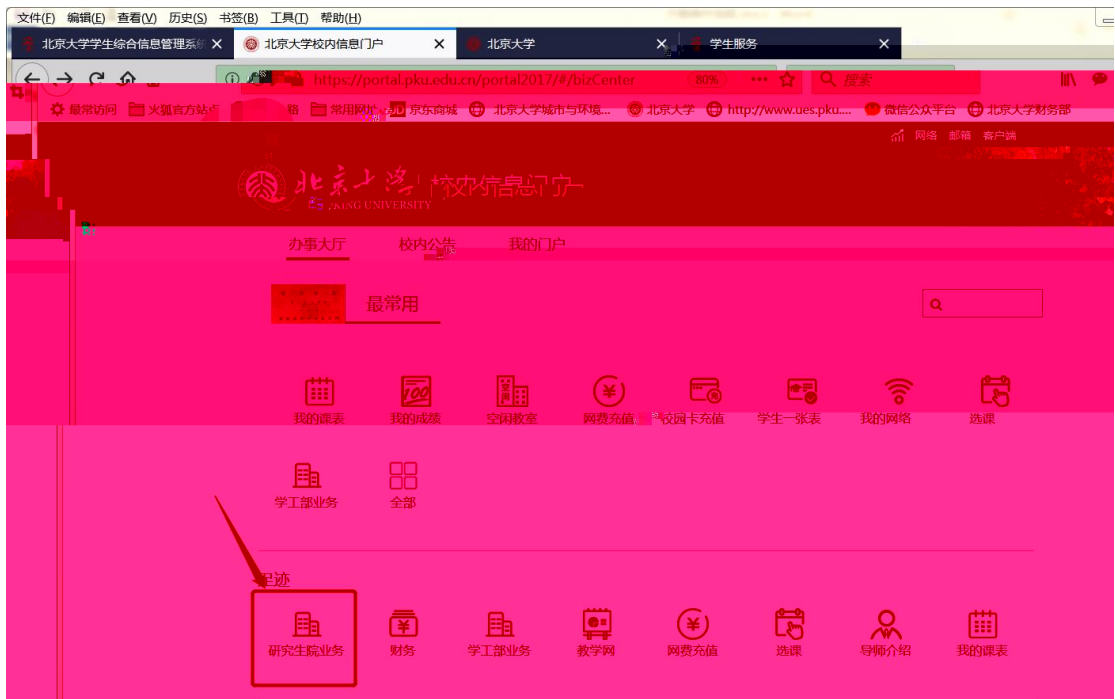 文件(F) 编辑(E) 查看(V) 历史(S) 书签(B) 工具(T) 帮助(H)
北京大学学生综合信息管理系统 北京大学校内信息门户 北京大学 学生服务
https://portal.pku.edu.cn/portal2017/#/bizCenter 80% 搜索
最常访问 火狐官方站点 常用网址 京东商城 北京大学城市与环境... 北京大学 http://www.ues.pku.... 微信公众平台 北京大学财务部
网络 邮箱 客户端
北京大学 校内信息门户
PEKING UNIVERSITY
办事大厅 校内公告 我的门户
最常用
我的课表 我的成绩 空闲教室 网费充值 校园卡充值 学生一张表 我的网络 选课
学工部业务 全部
足迹
研究生院业务 财务 学工部业务 教学网 网费充值 选课 导师介绍 我的课表